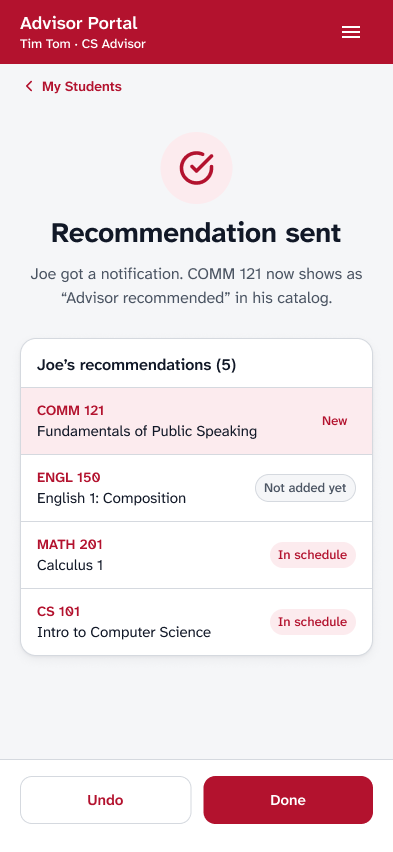 Advisor Portal
Tim Tom · CS Advisor
My Students
Recommendation sent
Joe got a notification. COMM 121 now shows as
“Advisor recommended” in his catalog.
Joe’s recommendations (5)
COMM 121
New
Fundamentals of Public Speaking
ENGL 150
Not added yet
English 1: Composition
MATH 201
In schedule
Calculus 1
CS 101
In schedule
Intro to Computer Science
Undo
Done